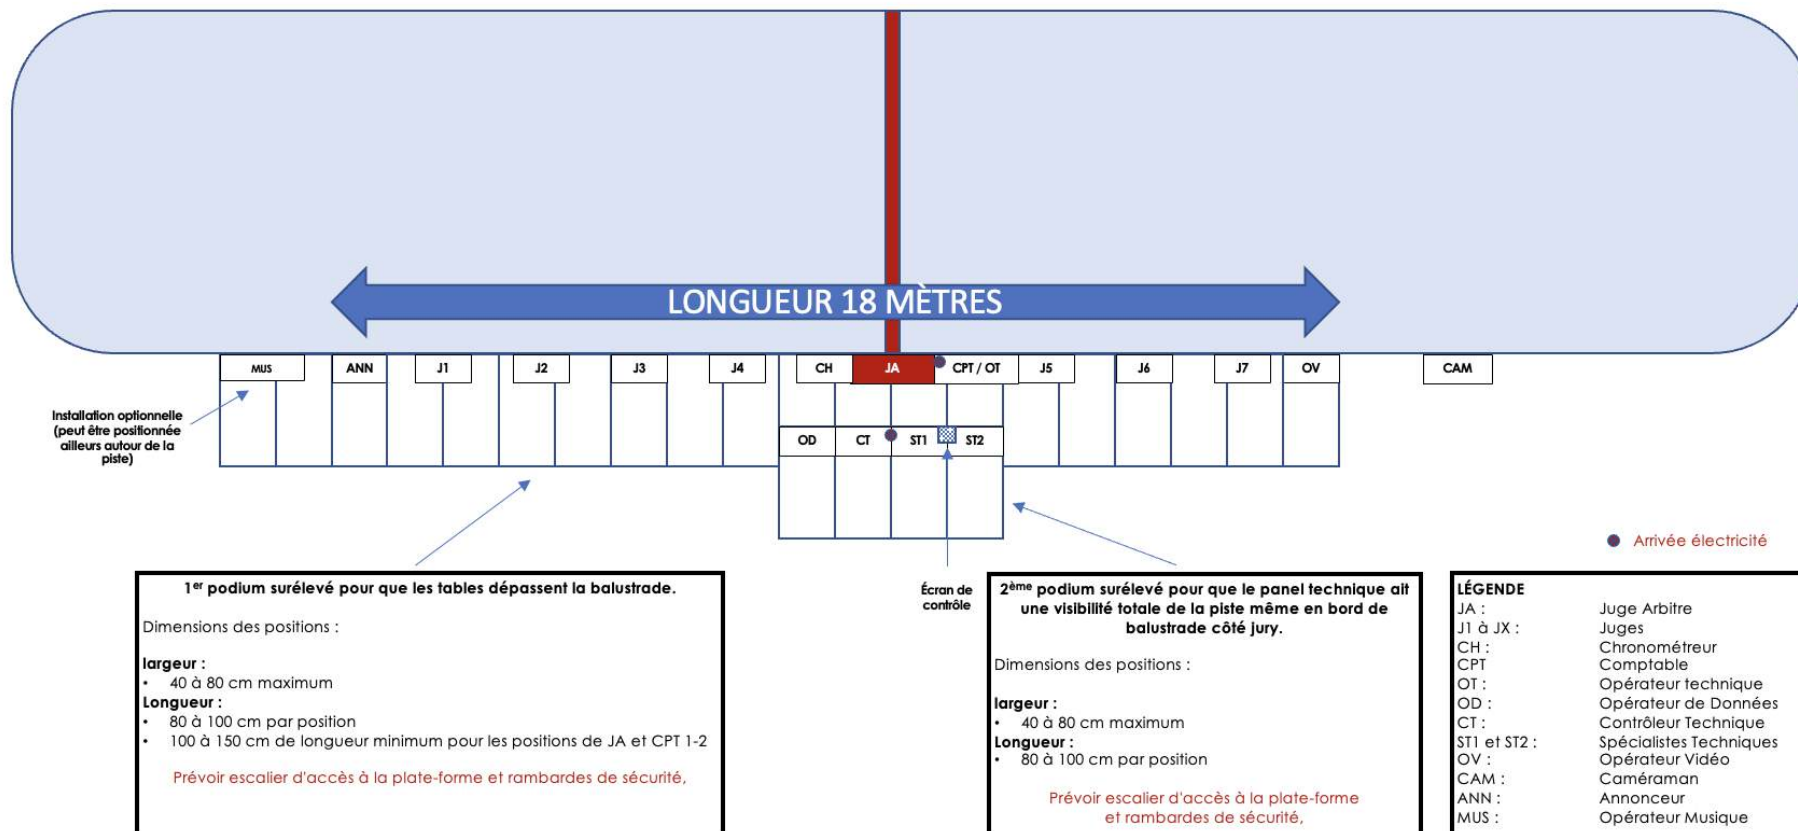 LONGUEUR 18 MÈTRES
MUS
ANN
J1
J2
J3
J4
CH
JA
CPT / OT
J5
J6
J7
OV
CAM
Installation optionnelle
(peut être positionnée
ailleurs autour de la
piste)
OD
CT
ST1
ST2
Arrivée électricité
Écran de
contrôle
1er podium surélevé pour que les tables dépassent la balustrade.
Dimensions des positions :
largeur :
• 40 à 80 cm maximum
Longueur :
• 80 à 100 cm par position
• 100 à 150 cm de longueur minimum pour les positions de JA et CPT 1-2
Prévoir escalier d'accès à la plate-forme et rambardes de sécurité,
2ème podium surélevé pour que le panel technique ait
une visibilité totale de la piste même en bord de
balustrade côté jury.
Dimensions des positions :
largeur :
• 40 à 80 cm maximum
Longueur :
• 80 à 100 cm par position
Prévoir escalier d'accès à la plate-forme
et rambardes de sécurité,
LÉGENDE
JA : Juge Arbitre
J1 à JX : Juges
CH : Chronométreur
CPT Comptable
OT : Opérateur technique
OD : Opérateur de Données
CT : Contrôleur Technique
ST1 et ST2 : Spécialistes Techniques
OV : Opérateur Vidéo
CAM : Caméraman
ANN : Annonceur
MUS : Opérateur Musique